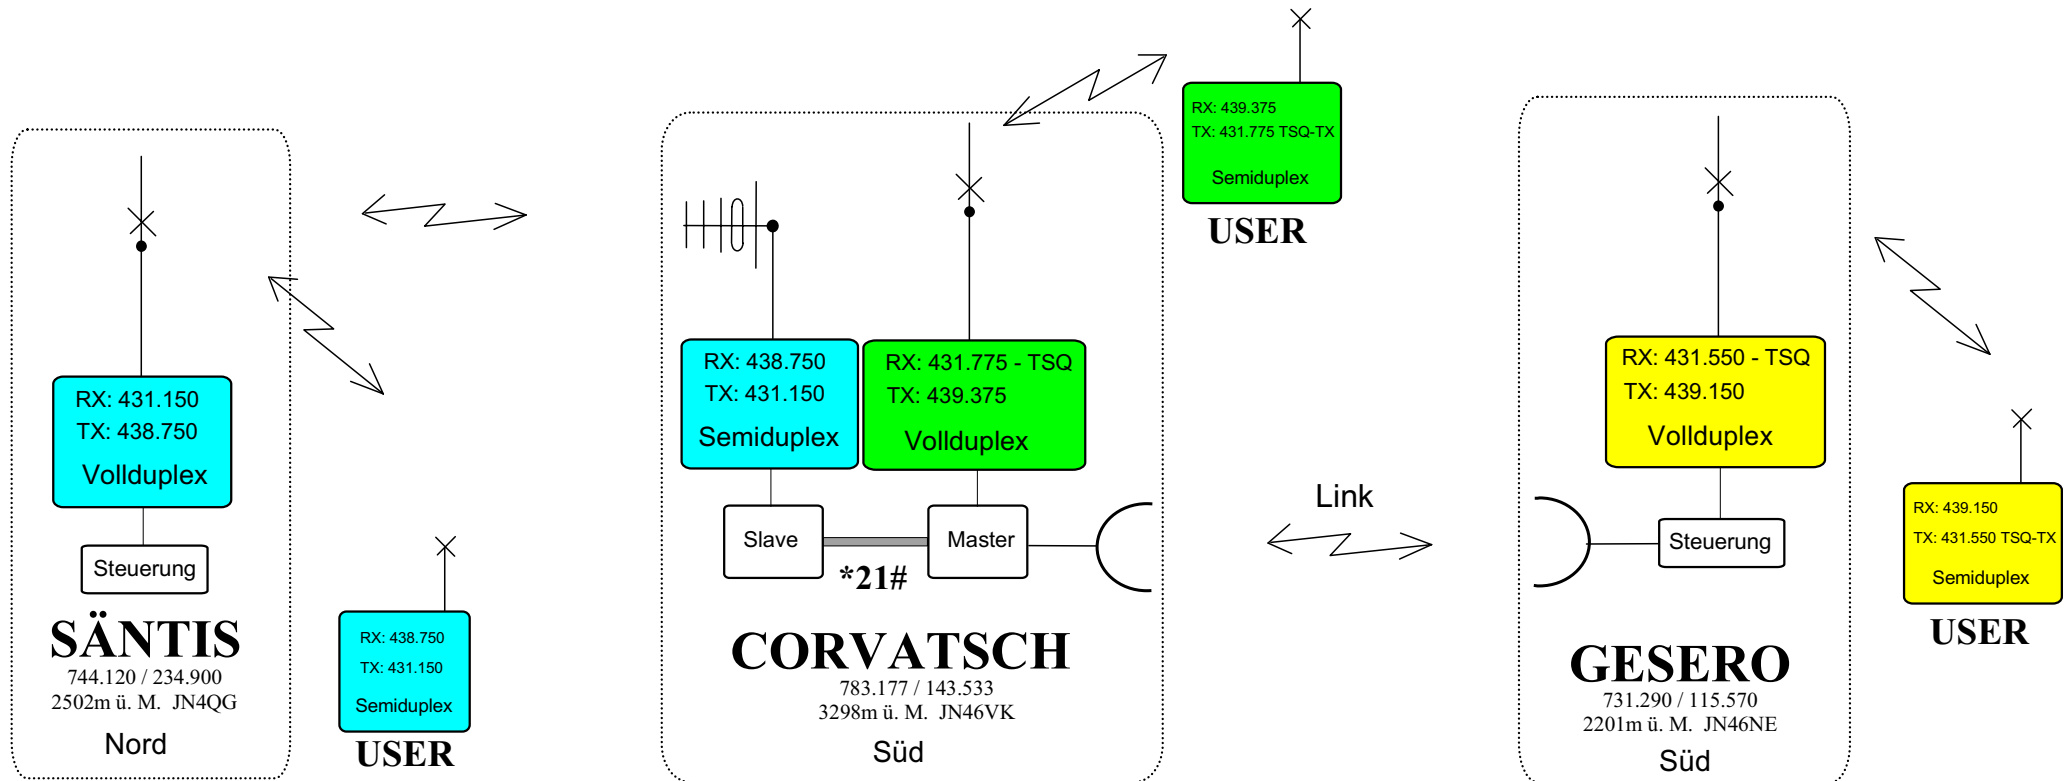 RX: 431.150
TX: 438.750
Vollduplex
Steuerung
SÄNTIS
744.120 / 234.900
2502m ü. M.  JN4QG
Nord
RX: 438.750
TX: 431.150
Semiduplex
USER
RX: 438.750
TX: 431.150
Semiduplex
RX: 431.775 - TSQ
TX: 439.375
Vollduplex
Slave
Master
*21#
CORVATSCH
783.177 / 143.533
3298m ü. M.  JN46VK
Süd
RX: 439.375
TX: 431.775 TSQ-TX
Semiduplex
USER
Link
RX: 431.550 - TSQ
TX: 439.150
Vollduplex
Steuerung
GESERO
731.290 / 115.570
2201m ü. M.  JN46NE
Süd
RX: 439.150
TX: 431.550 TSQ-TX
Semiduplex
USER